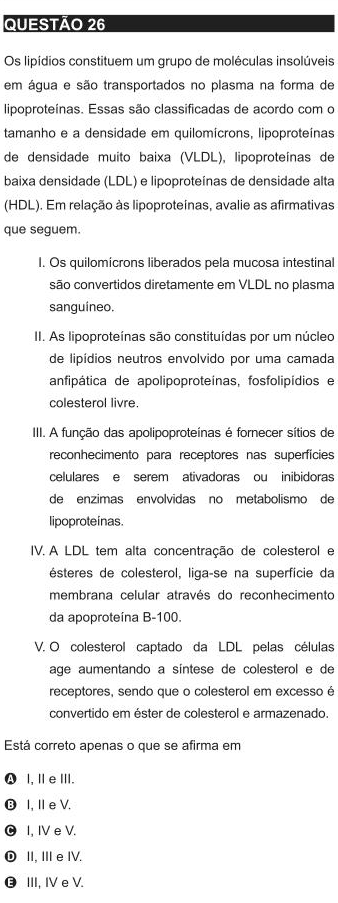 QUESTÃO 26
Os lipídios constituem um grupo de moléculas insolúveis
em água e são transportados no plasma na forma de
lipoproteínas. Essas são classificadas de acordo com o
tamanho e a densidade em quilomícrons, lipoproteínas
de densidade muito baixa (VLDL), lipoproteínas de
baixa densidade (LDL) e lipoproteínas de densidade alta
(HDL). Em relação às lipoproteínas, avalie as afirmativas
que seguem.
I. Os quilomícrons liberados pela mucosa intestinal
são convertidos diretamente em VLDL no plasma
sanguíneo.
II. As lipoproteínas são constituídas por um núcleo
de lipídios neutros envolvido por uma camada
anfipática de apolipoproteínas, fosfolipídios e
colesterol livre.
III. A função das apolipoproteínas é fornecer sítios de
reconhecimento para receptores nas superfícies
celulares e serem ativadoras ou inibidoras
de enzimas envolvidas no metabolismo de
lipoproteínas.
IV. A LDL tem alta concentração de colesterol e
ésteres de colesterol, liga-se na superfície da
membrana celular através do reconhecimento
da apoproteína B-100.
V. O colesterol captado da LDL pelas células
age aumentando a síntese de colesterol e de
receptores, sendo que o colesterol em excesso é
convertido em éster de colesterol e armazenado.
Está correto apenas o que se afirma em
A I, II e III.
B I, II e V.
C I, IV e V.
D II, III e IV.
E III, IV e V.